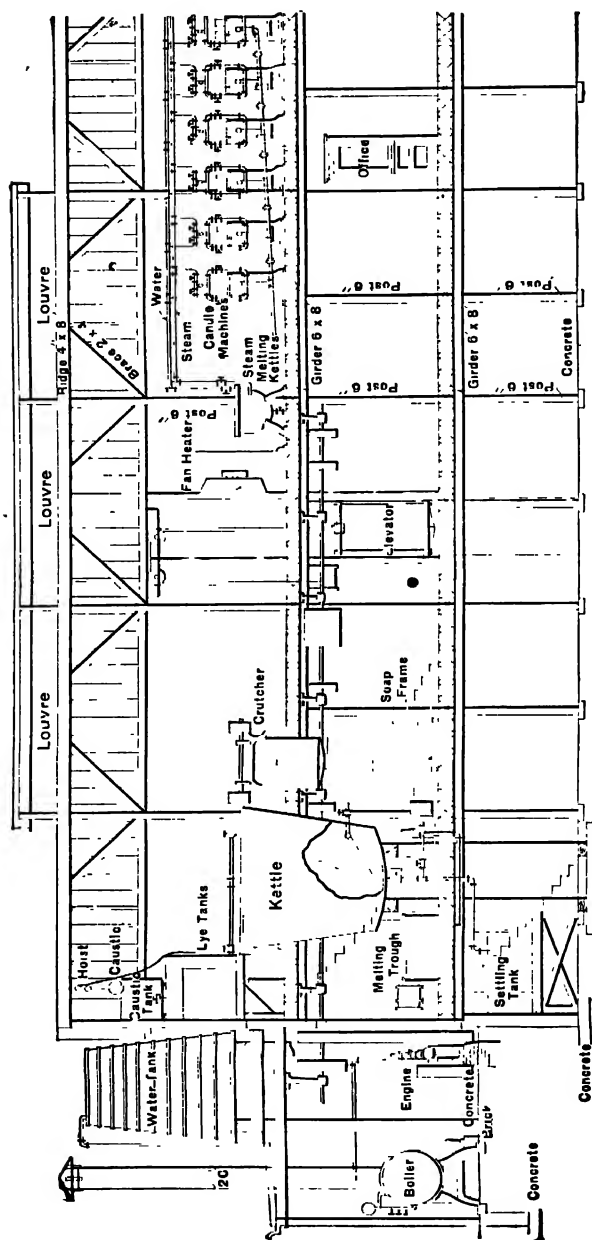 Louvre
Louvre
Louvre
Ridge 4 x 8
Brace 2" x 4"
Hoist
Caustic
Caustic
Tank
Lye Tanks
Water
Steam
Candle
Machines
Post 6"
Fan Heater
Steam
Melting
Kettles
Crutcher
Kettle
Water Tank
Girder 6 x 8
Post 6"
Post 6"
Office
Elevator
Soap
Frame
Melting
Trough
Engine
Boiler
Concrete
Brick
Girder 6 x 8
Post 6"
Post 6"
Settling
Tank
Concrete
Concrete
Concrete